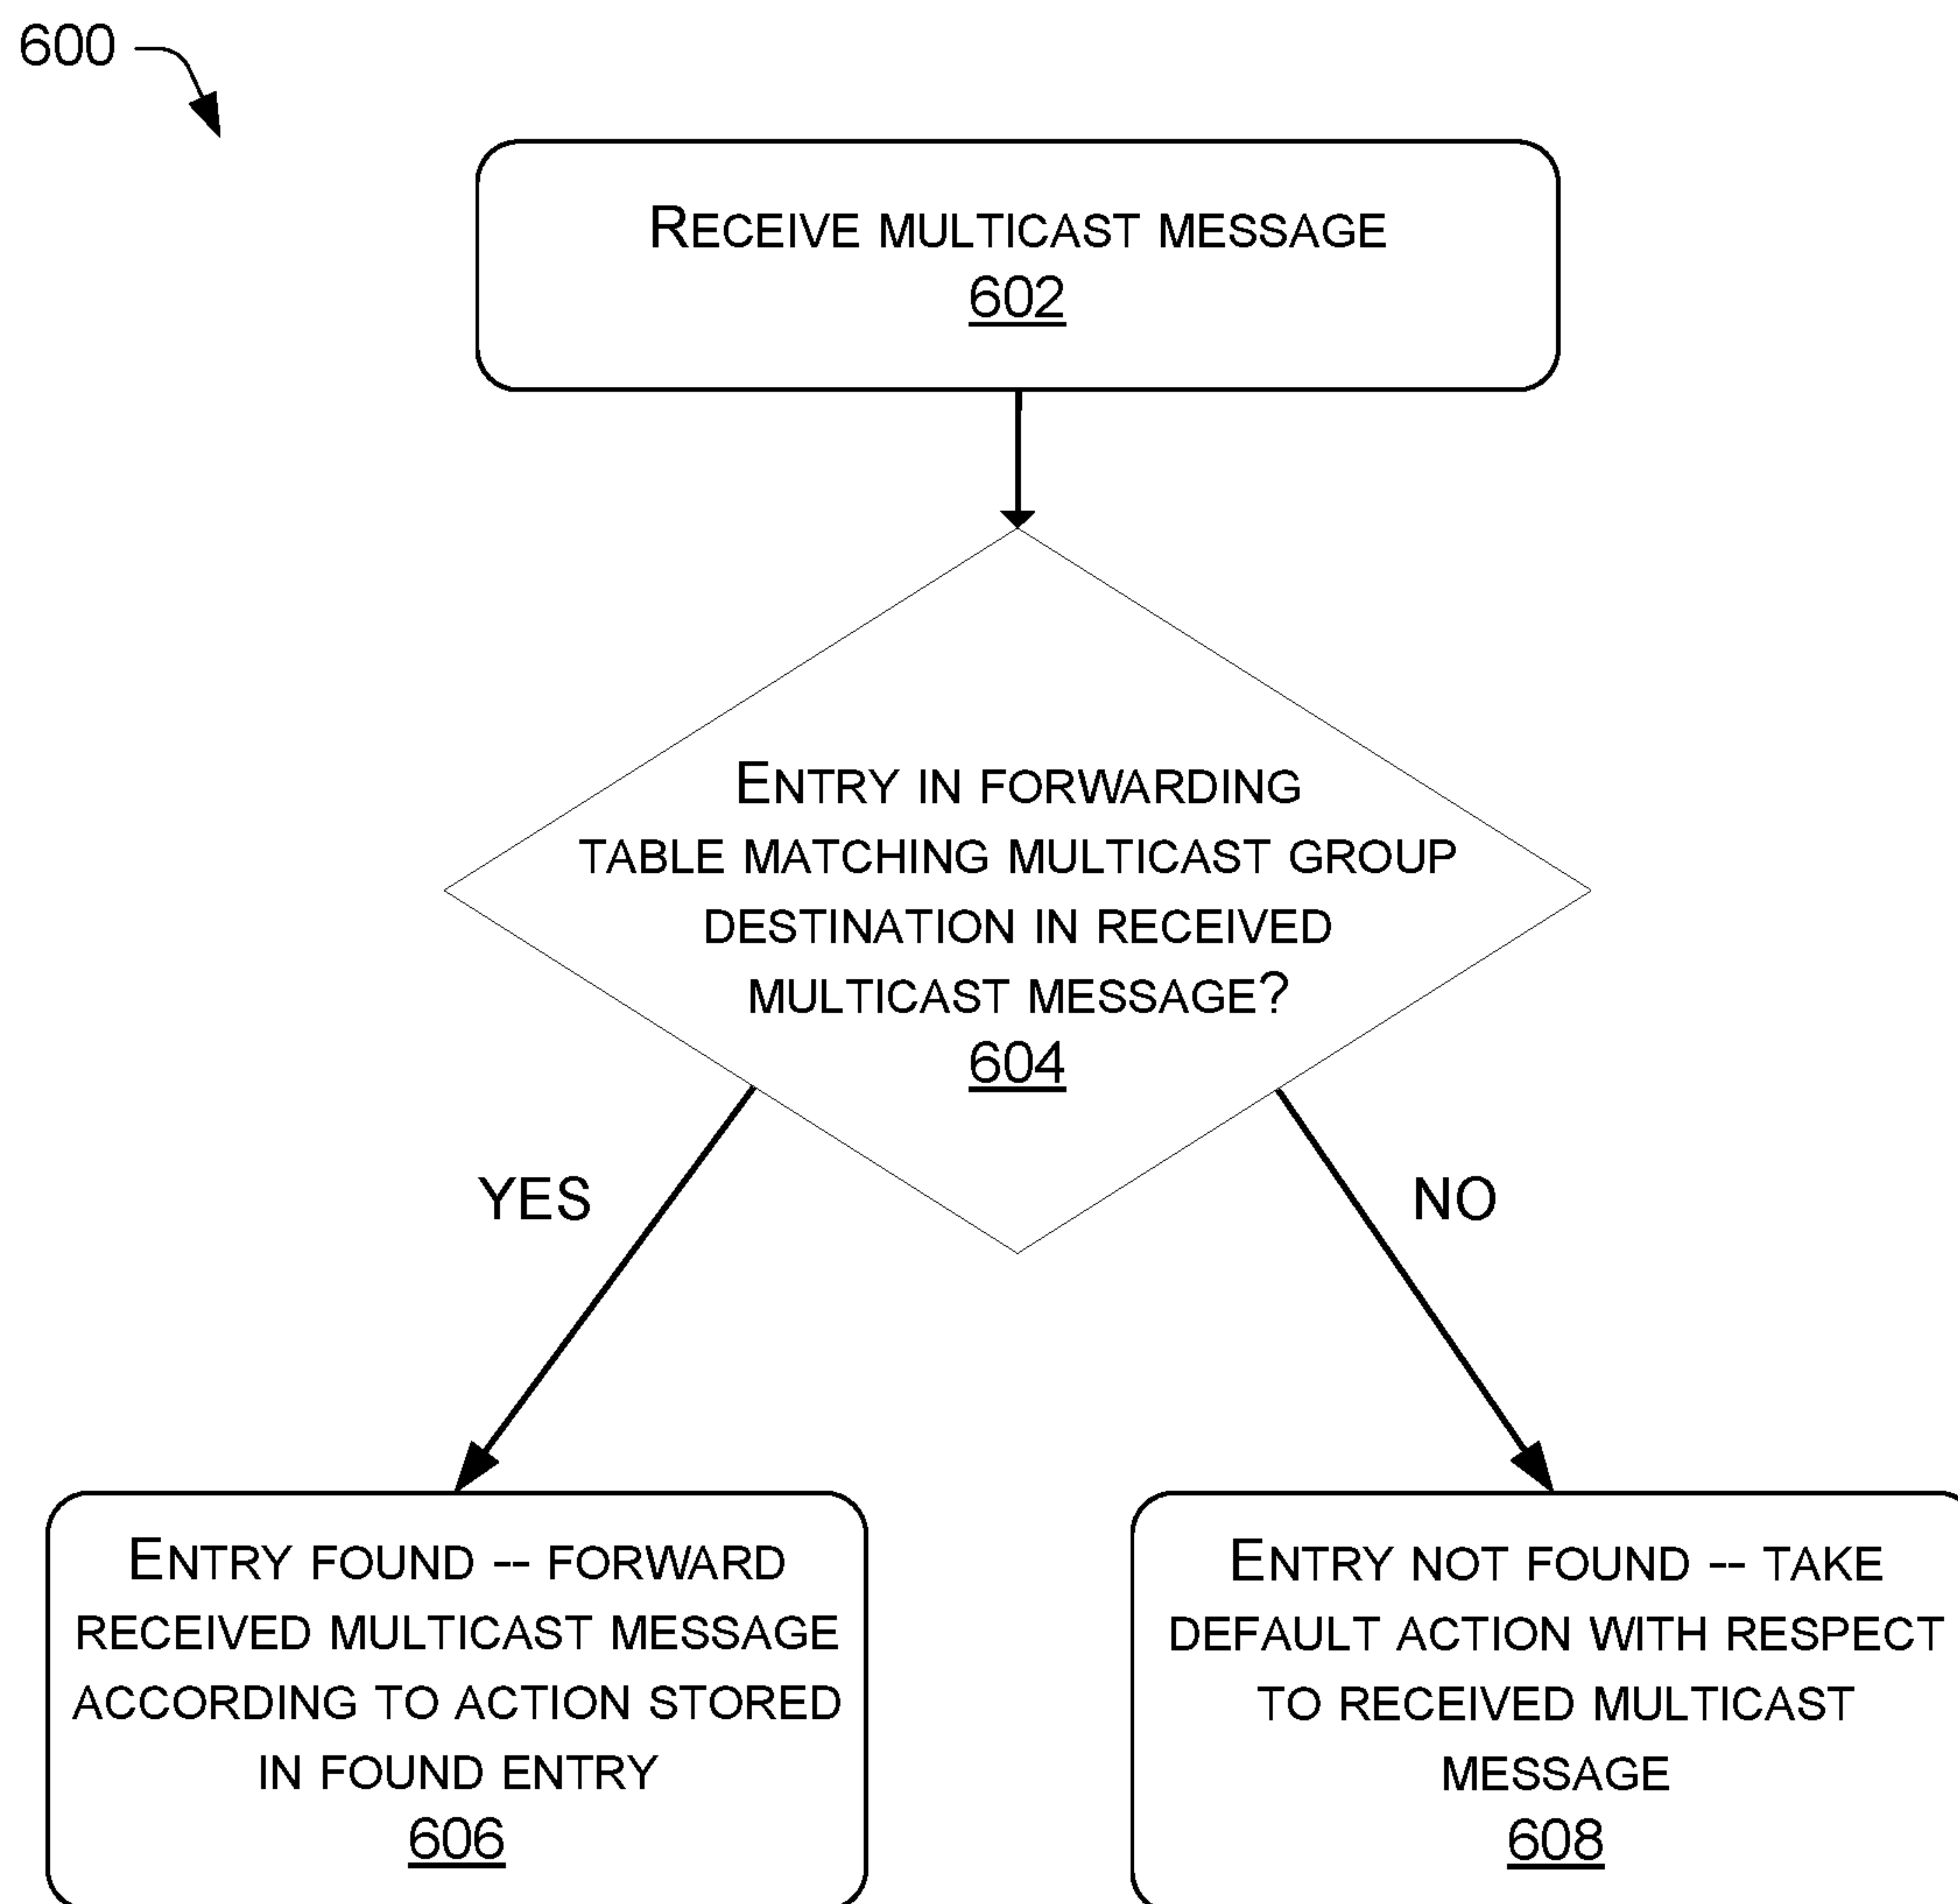 600
RECEIVE MULTICAST MESSAGE
602
ENTRY IN FORWARDING
TABLE MATCHING MULTICAST GROUP
DESTINATION IN RECEIVED
MULTICAST MESSAGE?
604
YES
NO
ENTRY FOUND -- FORWARD
RECEIVED MULTICAST MESSAGE
ACCORDING TO ACTION STORED
IN FOUND ENTRY
606
ENTRY NOT FOUND -- TAKE
DEFAULT ACTION WITH RESPECT
TO RECEIVED MULTICAST
MESSAGE
608